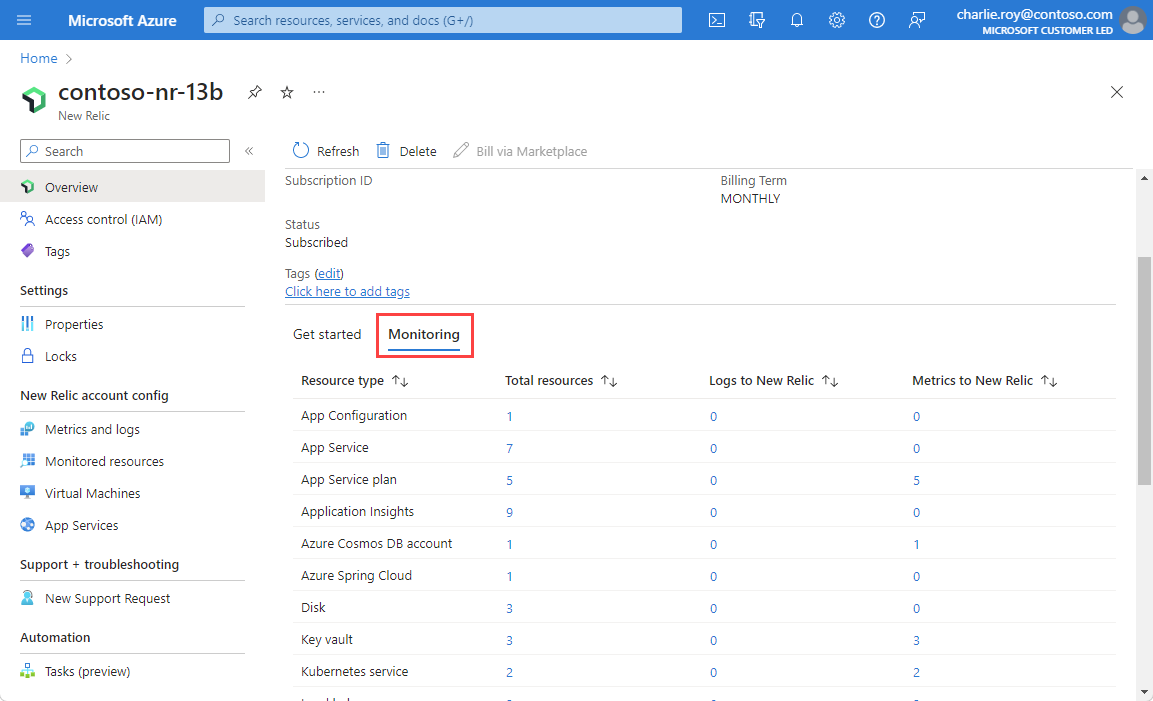 Microsoft Azure
Search resources, services, and docs (G+/)
charlie.roy@contoso.com
MICROSOFT CUSTOMER LED
Home
contoso-nr-13b
New Relic
Search
Overview
Access control (IAM)
Tags
Settings
Properties
Locks
New Relic account config
Metrics and logs
Monitored resources
Virtual Machines
App Services
Support + troubleshooting
New Support Request
Automation
Tasks (preview)
Refresh Delete Bill via Marketplace
Subscription ID
Billing Term
MONTHLY
Status
Subscribed
Tags (edit)
Click here to add tags
Get started Monitoring
Resource type Total resources Logs to New Relic Metrics to New Relic
App Configuration 1 0 0
App Service 7 0 0
App Service plan 5 0 5
Application Insights 9 0 0
Azure Cosmos DB account 1 0 1
Azure Spring Cloud 1 0 0
Disk 3 0 0
Key vault 3 0 3
Kubernetes service 2 0 2